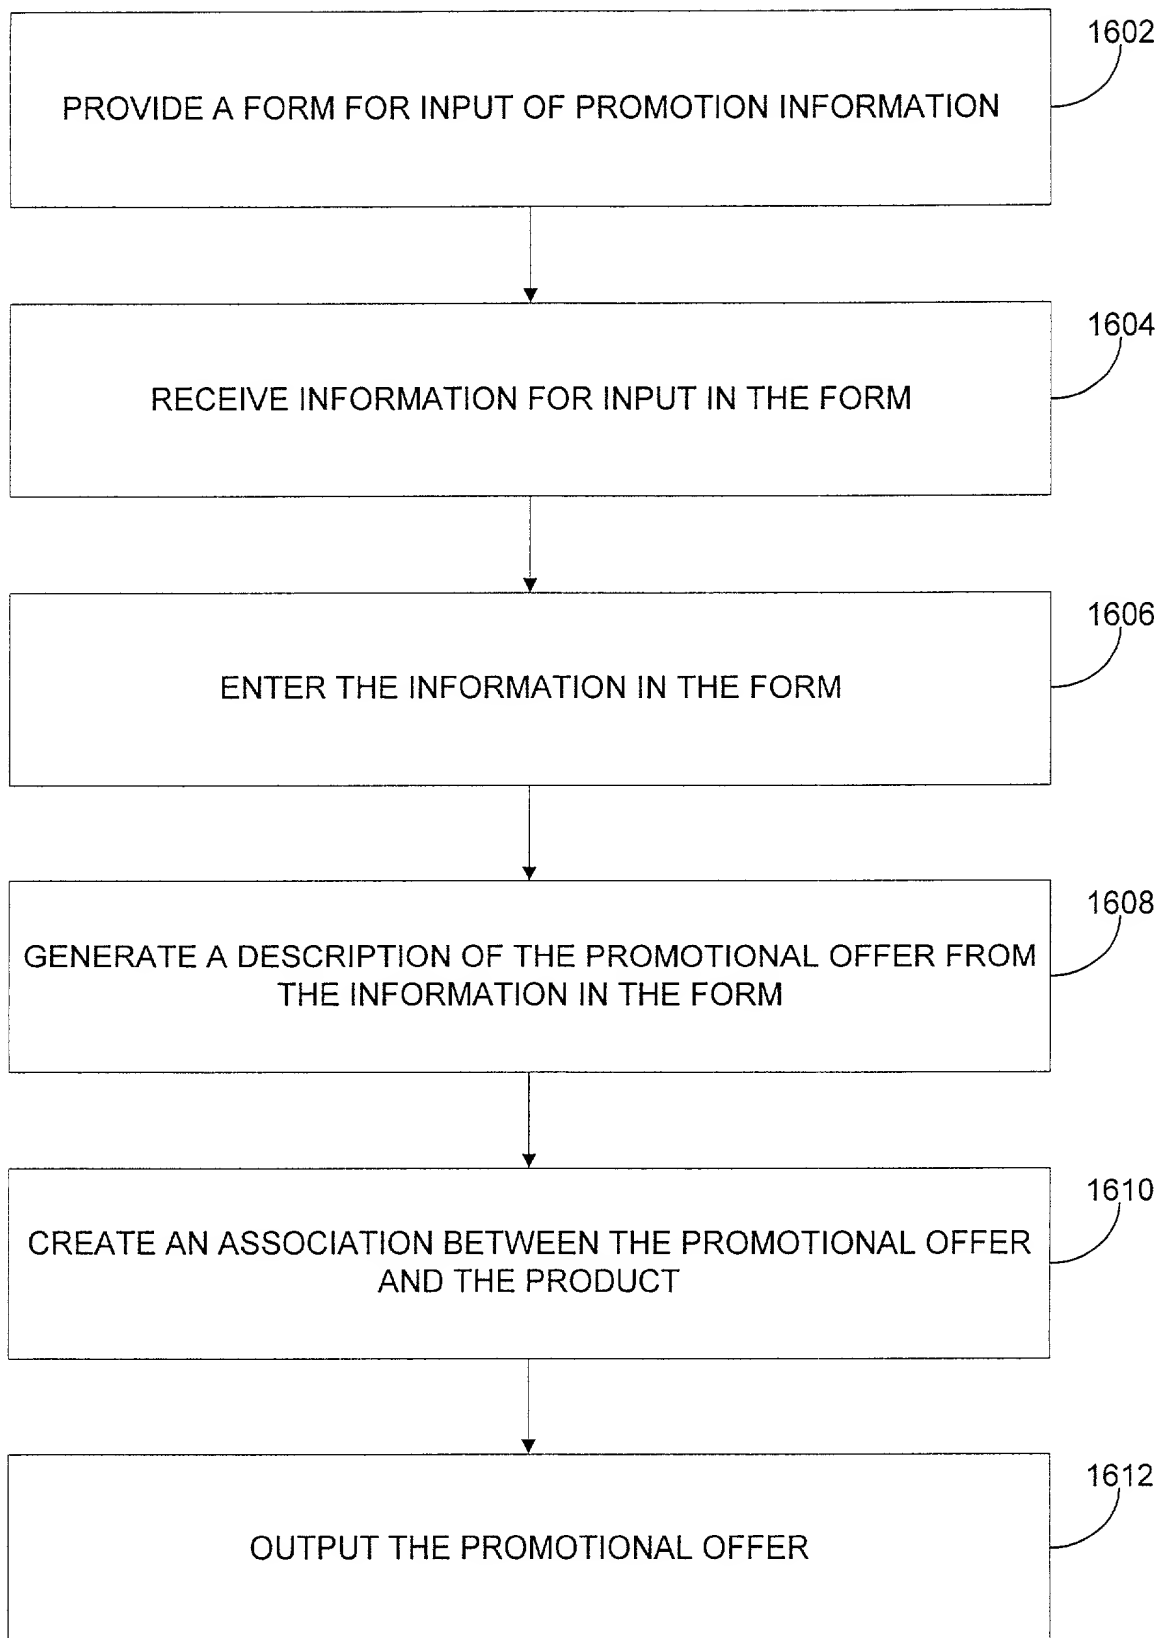 1602
PROVIDE A FORM FOR INPUT OF PROMOTION INFORMATION
1604
RECEIVE INFORMATION FOR INPUT IN THE FORM
1606
ENTER THE INFORMATION IN THE FORM
1608
GENERATE A DESCRIPTION OF THE PROMOTIONAL OFFER FROM
THE INFORMATION IN THE FORM
1610
CREATE AN ASSOCIATION BETWEEN THE PROMOTIONAL OFFER
AND THE PRODUCT
1612
OUTPUT THE PROMOTIONAL OFFER